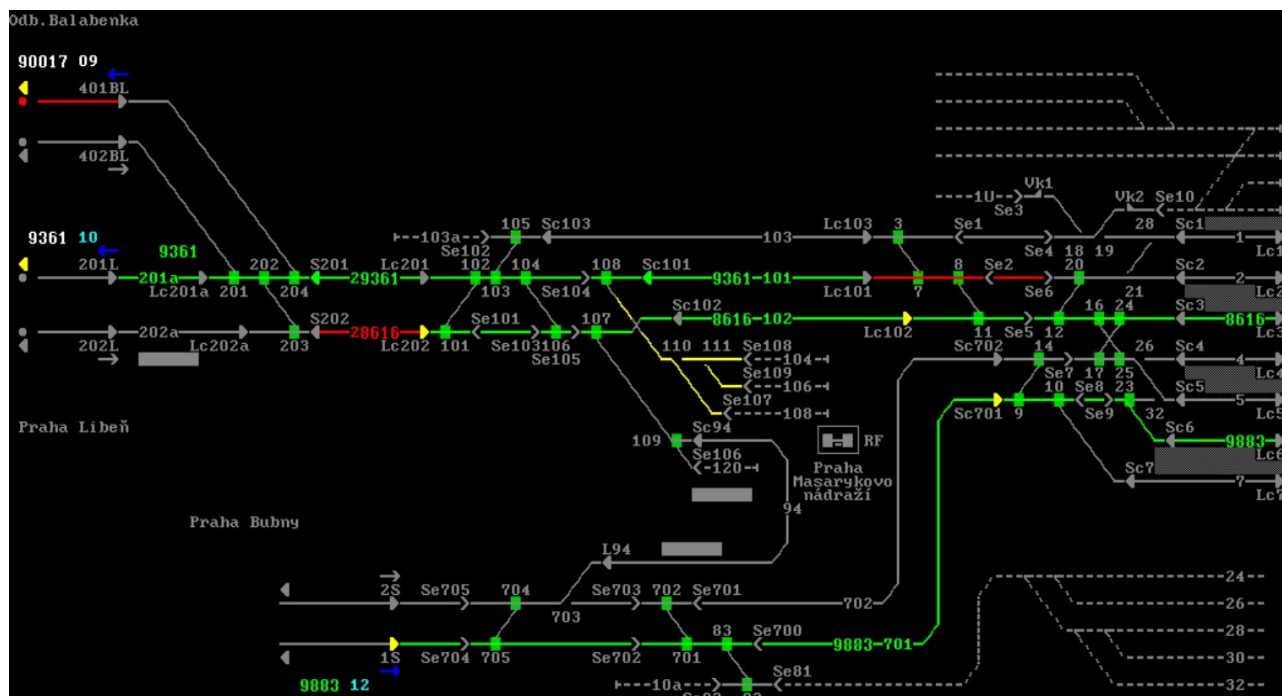 Odb.Balabenka
90017 09
401BL
402BL
1U
Vk1
Se3
Vk2 Se10
9361 10
9361
105 Sc103
Lc103 3 Se1
28 Sc1
103a
Se102
103
Se4
18 19
1
Lc1
201L
201a
S201
29361
Lc201
102
104
108
Sc101
9361-101
8 Se2
20
Sc2
2
Lc201a 201
202 204
103
Se104
Lc101
7
Se6
21
Lc2
16 24
202a
S202
28616
Se101
Sc102
8616-102
Sc3
8616
202L
Lc202a
203
Lc202
101
Se103 106
Se105
107
Lc102
11
Se5 12
Lc3
110 111 Se108
104
Sc702
14
26 Sc4
4
Se109
106
Se7
17 25
Lc4
Se107
108
10 Se8 23
Sc5
5
Praha Libeň
Sc94
Sc701
9
Se9
32
Lc5
109
RF
Sc6
9883
Se106
120
Praha
Masarykovo
nádraží
Lc6
Sc7
7
Lc7
94
Praha Bubny
L94
2S
Se705
704
Se703 702 Se701
24
703
702
26
83 Se700
9883-701
28
1S
Se704 705
Se702
701
30
9883 12
Se81
10a
32